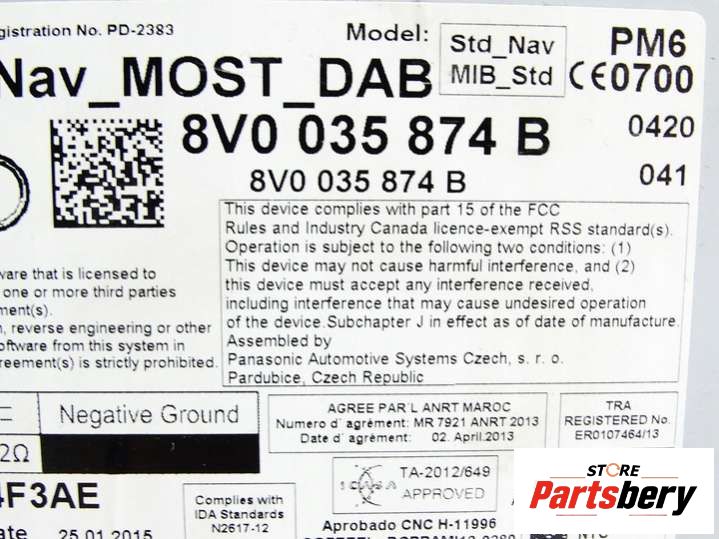 gistration No. PD-2383
Model:
Std_Nav
MIB_Std
PM6
Nav_MOST_DAB
CE0700
8V0 035 874 B
0420
8V0 035 874 B
041
This device complies with part 15 of the FCC
Rules and Industry Canada licence-exempt RSS standard(s).
Operation is subject to the following two conditions: (1)
This device may not cause harmful interference, and (2)
this device must accept any interference received,
including interference that may cause undesired operation
of the device.Subchapter J in effect as of date of manufacture.
Assembled by
Panasonic Automotive Systems Czech, s. r. o.
Pardubice, Czech Republic
ware that is licensed to
one or more third parties
ment(s).
n, reverse engineering or other
software from this system in
reement(s) is strictly prohibited.
Negative Ground
2Ω
AGREE PAR'L ANRT MAROC
Numero d' agrément: MR 7921 ANRT 2013
Date d' agrément: 02. April.2013
TRA
REGISTERED No:
ER0107464/13
4F3AE
Complies with
IDA Standards
N2617-12
ICASA
TA-2012/649
APPROVED
ate 25.01.2015
Aprobado CNC H-11996
STORE
Partsbery